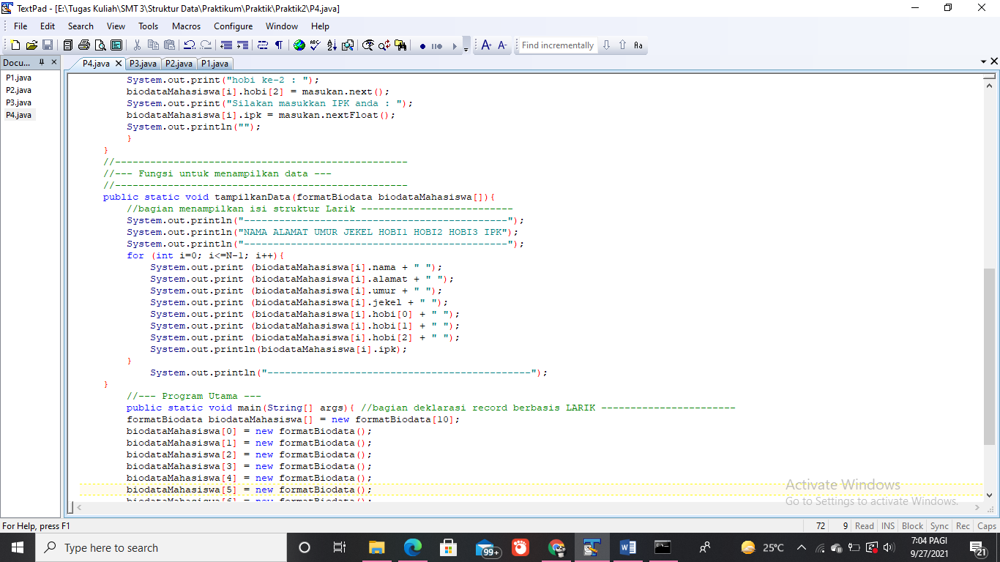 TextPad - [E:\Tugas Kuliah\SMT 3\Struktur Data\Praktikum\Praktik\Praktik2\P4.java]
File Edit Search View Tools Macros Configure Window Help
Find incrementally
Docu...
P4.java P3.java P2.java P1.java
P1.java
P2.java
P3.java
P4.java
System.out.print("hobi ke-2 : ");
biodataMahasiswa[i].hobi[2] = masukan.next();
System.out.print("Silakan masukkan IPK anda : ");
biodataMahasiswa[i].ipk = masukan.nextFloat();
System.out.println("");
}
}
//--------------------------------------------------
//--- Fungsi untuk menampilkan data ---
//--------------------------------------------------
public static void tampilkanData(formatBiodata biodataMahasiswa[]){
//bagian menampilkan isi struktur Larik --------------------------
System.out.println("---------------------------------------------");
System.out.println("NAMA ALAMAT UMUR JEKEL HOBI1 HOBI2 HOBI3 IPK");
System.out.println("---------------------------------------------");
for (int i=0; i<=N-1; i++){
System.out.print (biodataMahasiswa[i].nama + " ");
System.out.print (biodataMahasiswa[i].alamat + " ");
System.out.print (biodataMahasiswa[i].umur + " ");
System.out.print (biodataMahasiswa[i].jekel + " ");
System.out.print (biodataMahasiswa[i].hobi[0] + " ");
System.out.print (biodataMahasiswa[i].hobi[1] + " ");
System.out.print (biodataMahasiswa[i].hobi[2] + " ");
System.out.println(biodataMahasiswa[i].ipk);
}
System.out.println("---------------------------------------------");
}
//--- Program Utama ---
public static void main(String[] args){ //bagian deklarasi record berbasis LARIK -----------------------
formatBiodata biodataMahasiswa[] = new formatBiodata[10];
biodataMahasiswa[0] = new formatBiodata();
biodataMahasiswa[1] = new formatBiodata();
biodataMahasiswa[2] = new formatBiodata();
biodataMahasiswa[3] = new formatBiodata();
biodataMahasiswa[4] = new formatBiodata();
biodataMahasiswa[5] = new formatBiodata();
biodataMahasiswa[6] = new formatBiodata();
Activate Windows
Go to Settings to activate Windows.
For Help, press F1
72 9 Read INS Block Sync Rec Caps
Type here to search
99+
25°C
7:04 PAGI
9/27/2021
21